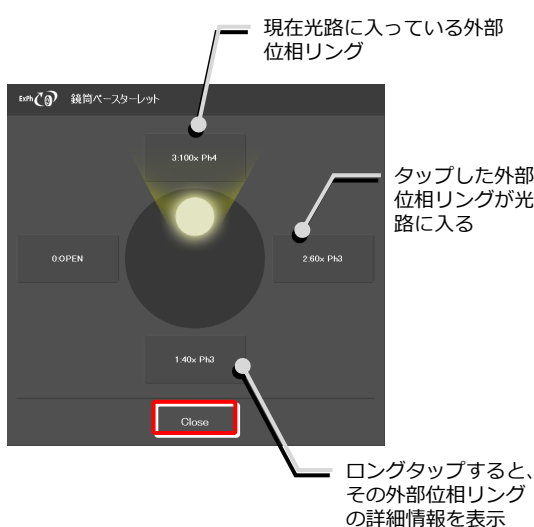 現在光路に入っている外部
位相リング
ExPh 鏡筒ベースターレット
3:100x Ph4
タップした外部
位相リングが光
路に入る
0:OPEN
2:60x Ph3
1:40x Ph3
Close
ロングタップすると、
その外部位相リング
の詳細情報を表示